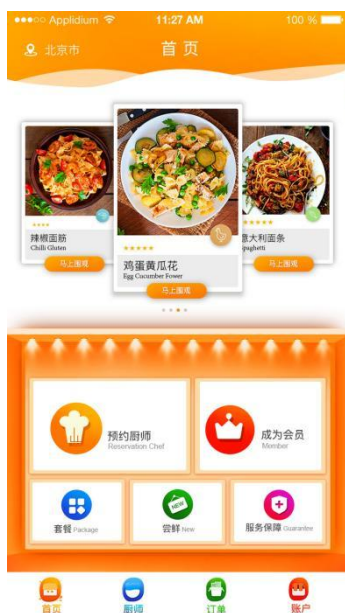 Applidium 11:27 AM 100 %
北京市 首页
辣椒面筋
Chilli Gluten
马上围观
鸡蛋黄瓜花
Egg Cucumber Fower
马上围观
意大利面条
Spughetti
马上围观
预约厨师
Reservation Chef
成为会员
Member
套餐 Package
NEW
尝鲜 New
服务保障 Guarantee
首页 厨师 订单 账户